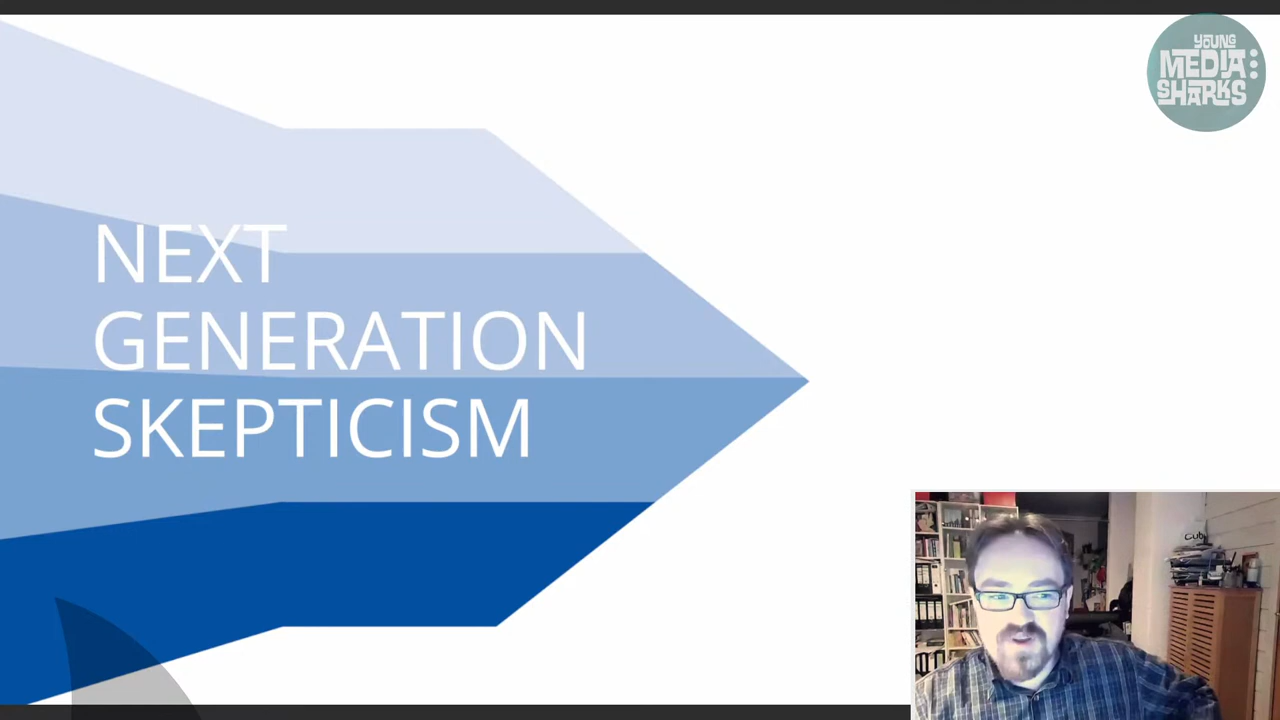 YOUNG
MEDIA:
SHARKS
NEXT
GENERATION
SKEPTICISM